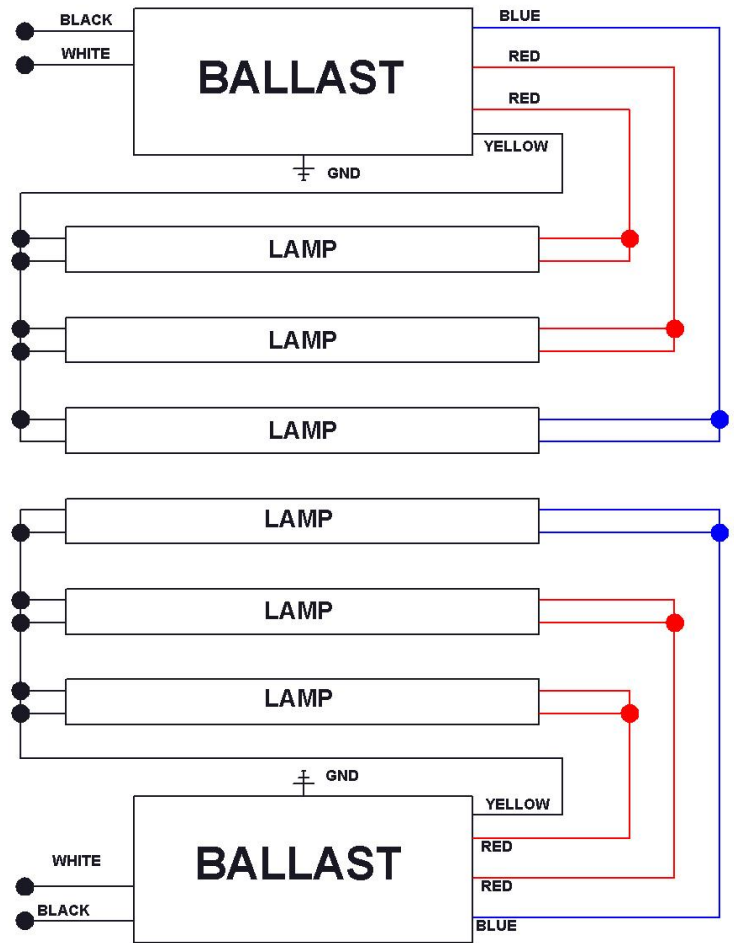 BLACK
BLUE
WHITE
BALLAST
RED
RED
YELLOW
GND
LAMP
LAMP
LAMP
LAMP
LAMP
LAMP
GND
YELLOW
BALLAST
RED
WHITE
RED
BLACK
BLUE